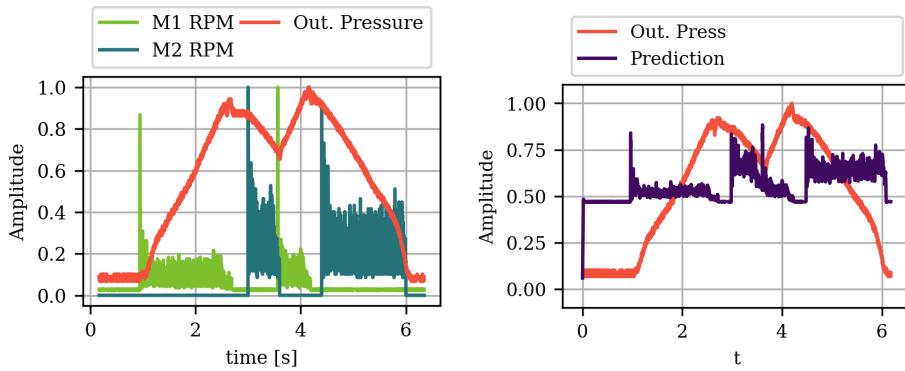 M1 RPM
M2 RPM
Out. Pressure
1.0
0.8
0.6
0.4
0.2
0.0
Amplitude
0
2
4
6
time [s]
Out. Press
Prediction
1.00
0.75
0.50
0.25
0.00
Amplitude
0
2
4
6
t